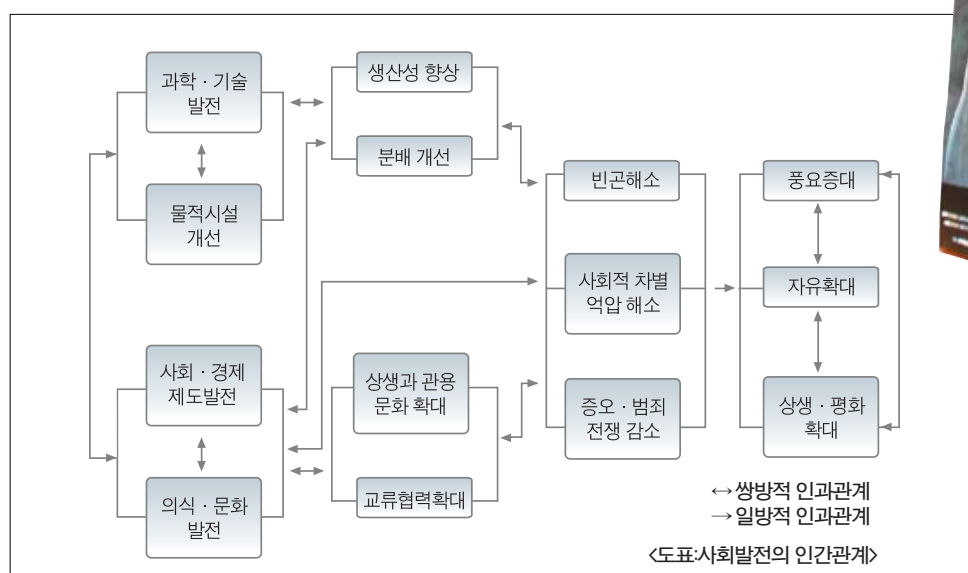 과학 · 기술
발전
물적시설
개선
사회 · 경제
제도발전
의식 · 문화
발전
생산성 향상
분배 개선
상생과 관용
문화 확대
교류협력확대
빈곤해소
사회적 차별
억압 해소
증오 · 범죄
전쟁 감소
풍요증대
자유확대
상생 · 평화
확대
↔ 쌍방적 인과관계
→ 일방적 인과관계
<도표:사회발전의 인간관계>